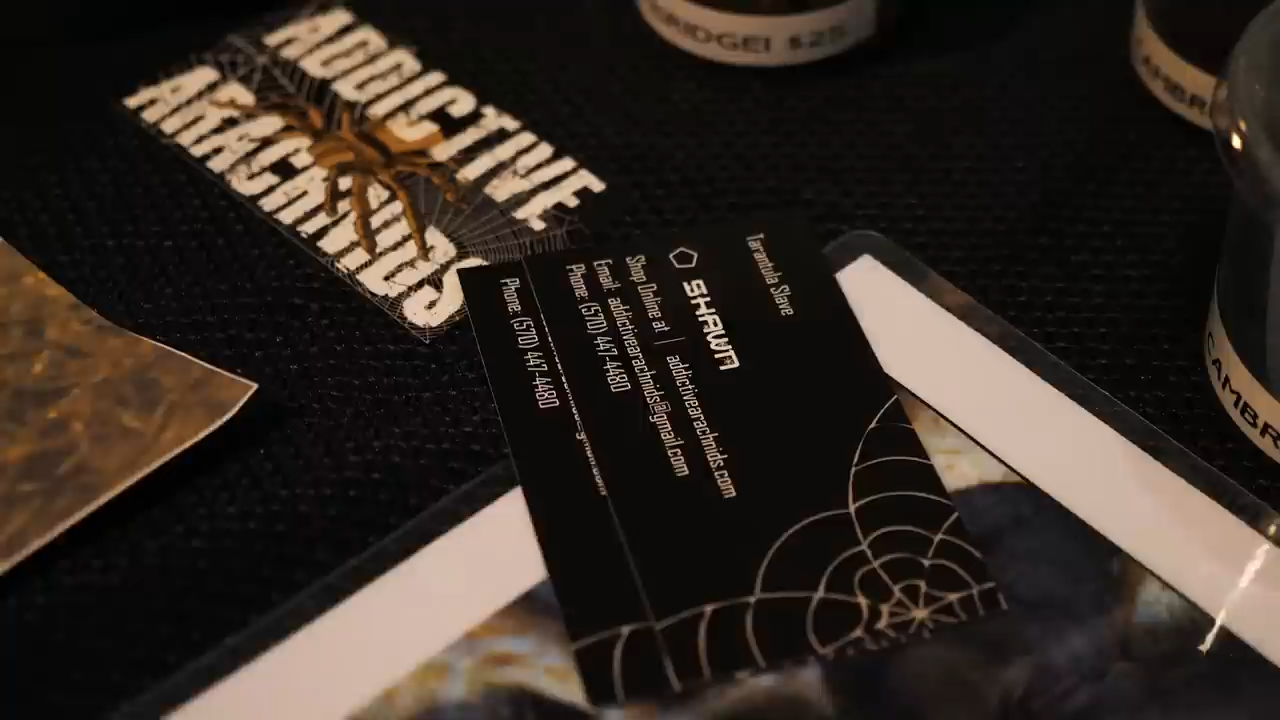 ADDICTIVE
ARACHNIDS
Tarantula Slave
SHAWN
Shop Online at | addictivearachnids.com
Email: addictivearachnids@gmail.com
Phone: (570) 447-4480
Phone: (570) 447-4480
$25